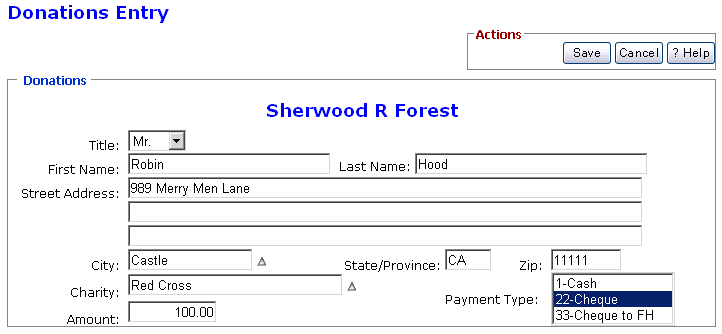 Donations Entry
Actions
Save Cancel ? Help
Donations
Sherwood R Forest
Title: Mr.
First Name: Robin Last Name: Hood
Street Address: 989 Merry Men Lane
City: Castle State/Province: CA Zip: 11111
Charity: Red Cross
Payment Type: 1-Cash
22-Cheque
33-Cheque to FH
Amount: 100.00